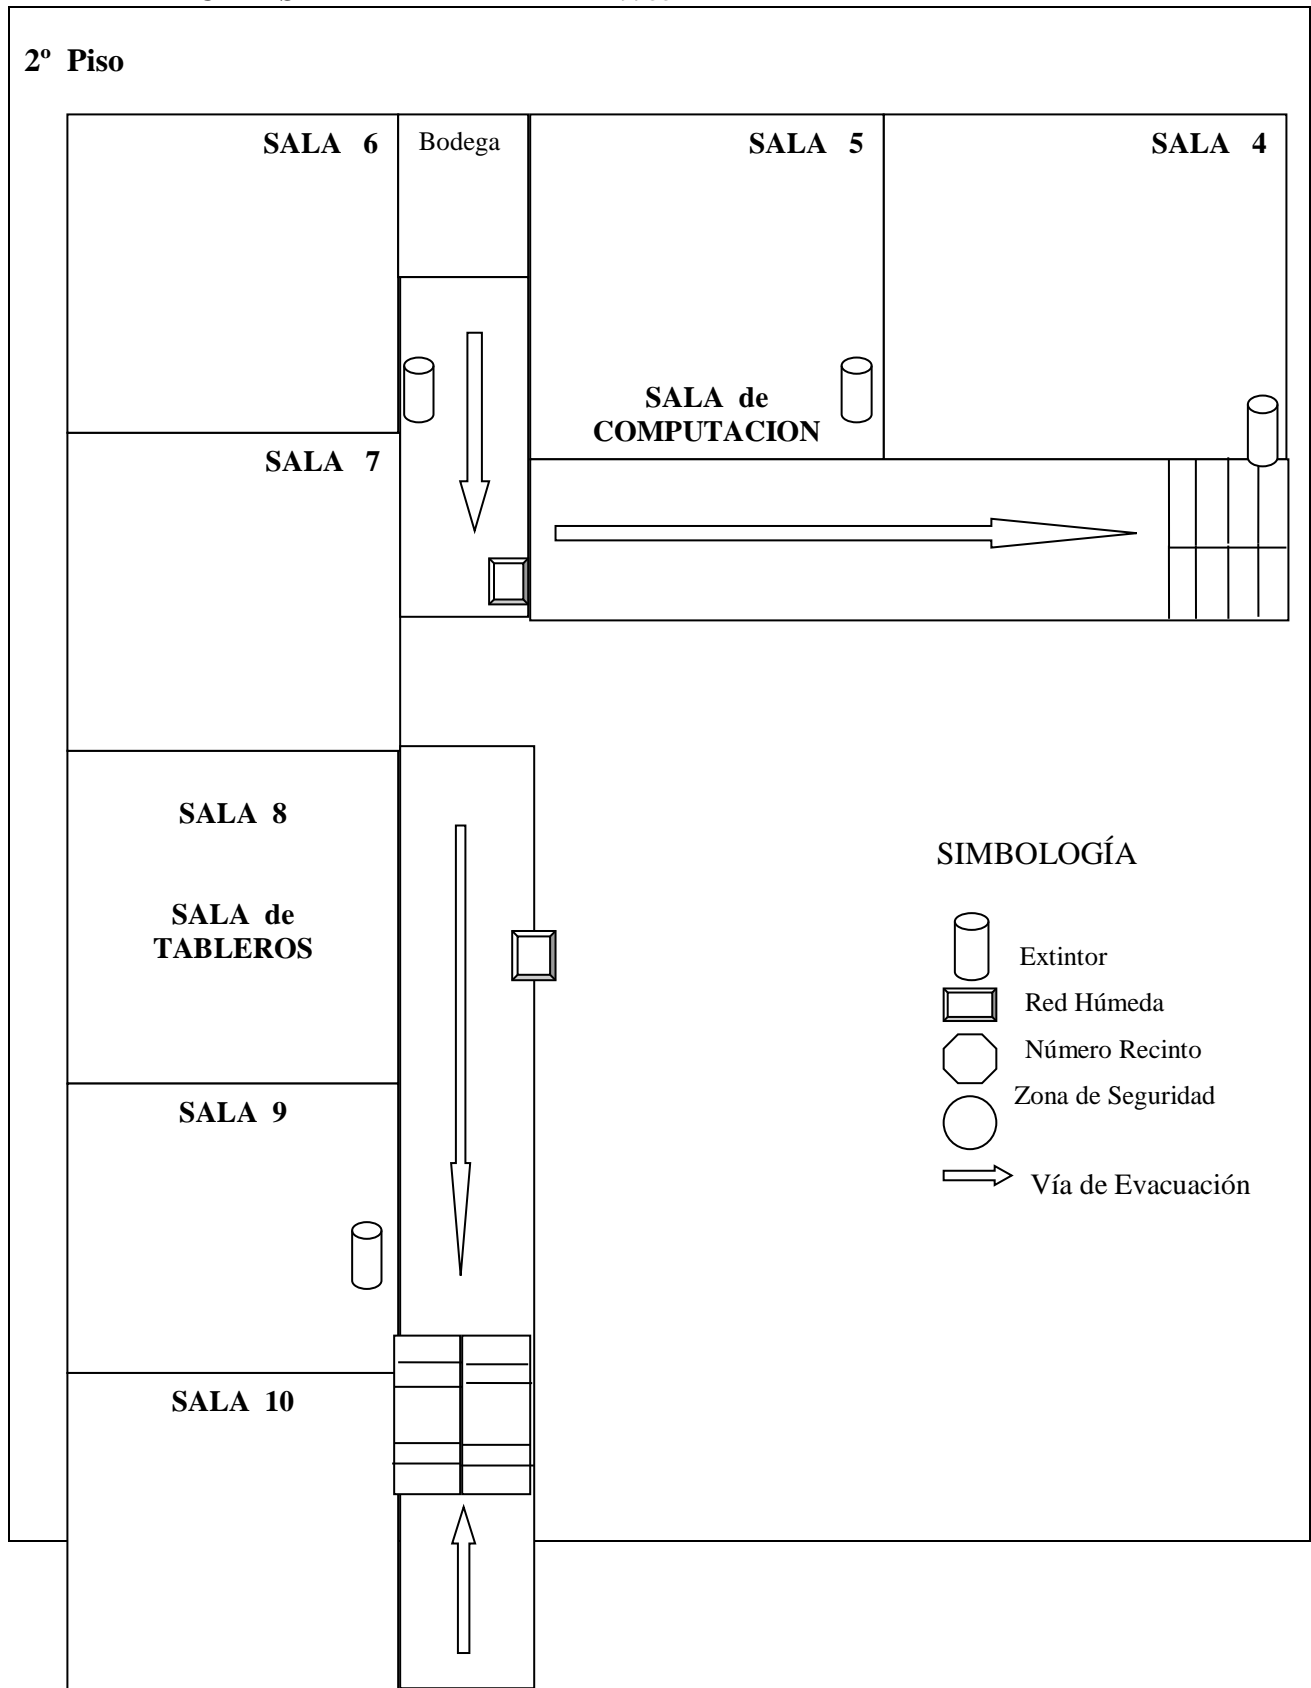 2º Piso
SALA 6
Bodega
SALA 5
SALA 4
SALA de
COMPUTACION
SALA 7
SALA 8
SALA de
TABLEROS
SALA 9
SALA 10
SIMBOLOGÍA
Extintor
Red Húmeda
Número Recinto
Zona de Seguridad
Vía de Evacuación